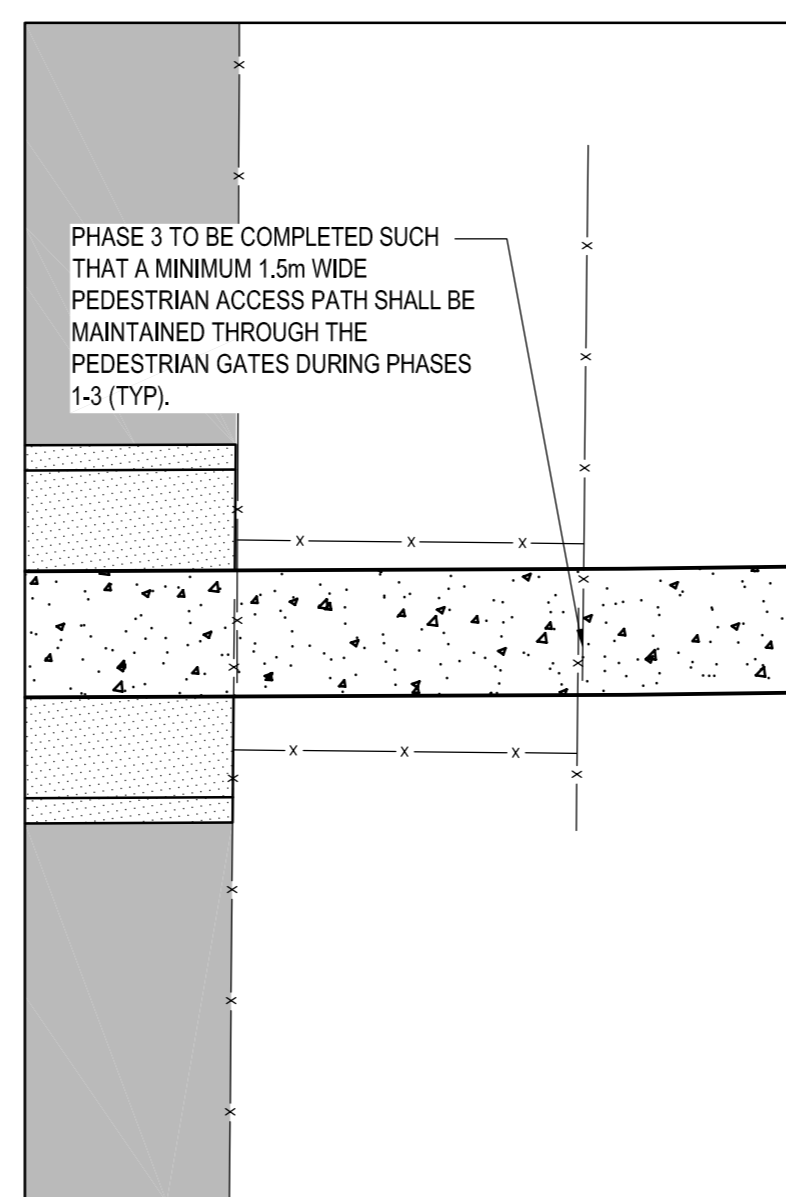 PHASE 3 TO BE COMPLETED SUCH
THAT A MINIMUM 1.5m WIDE
PEDESTRIAN ACCESS PATH SHALL BE
MAINTAINED THROUGH THE
PEDESTRIAN GATES DURING PHASES
1-3 (TYP).